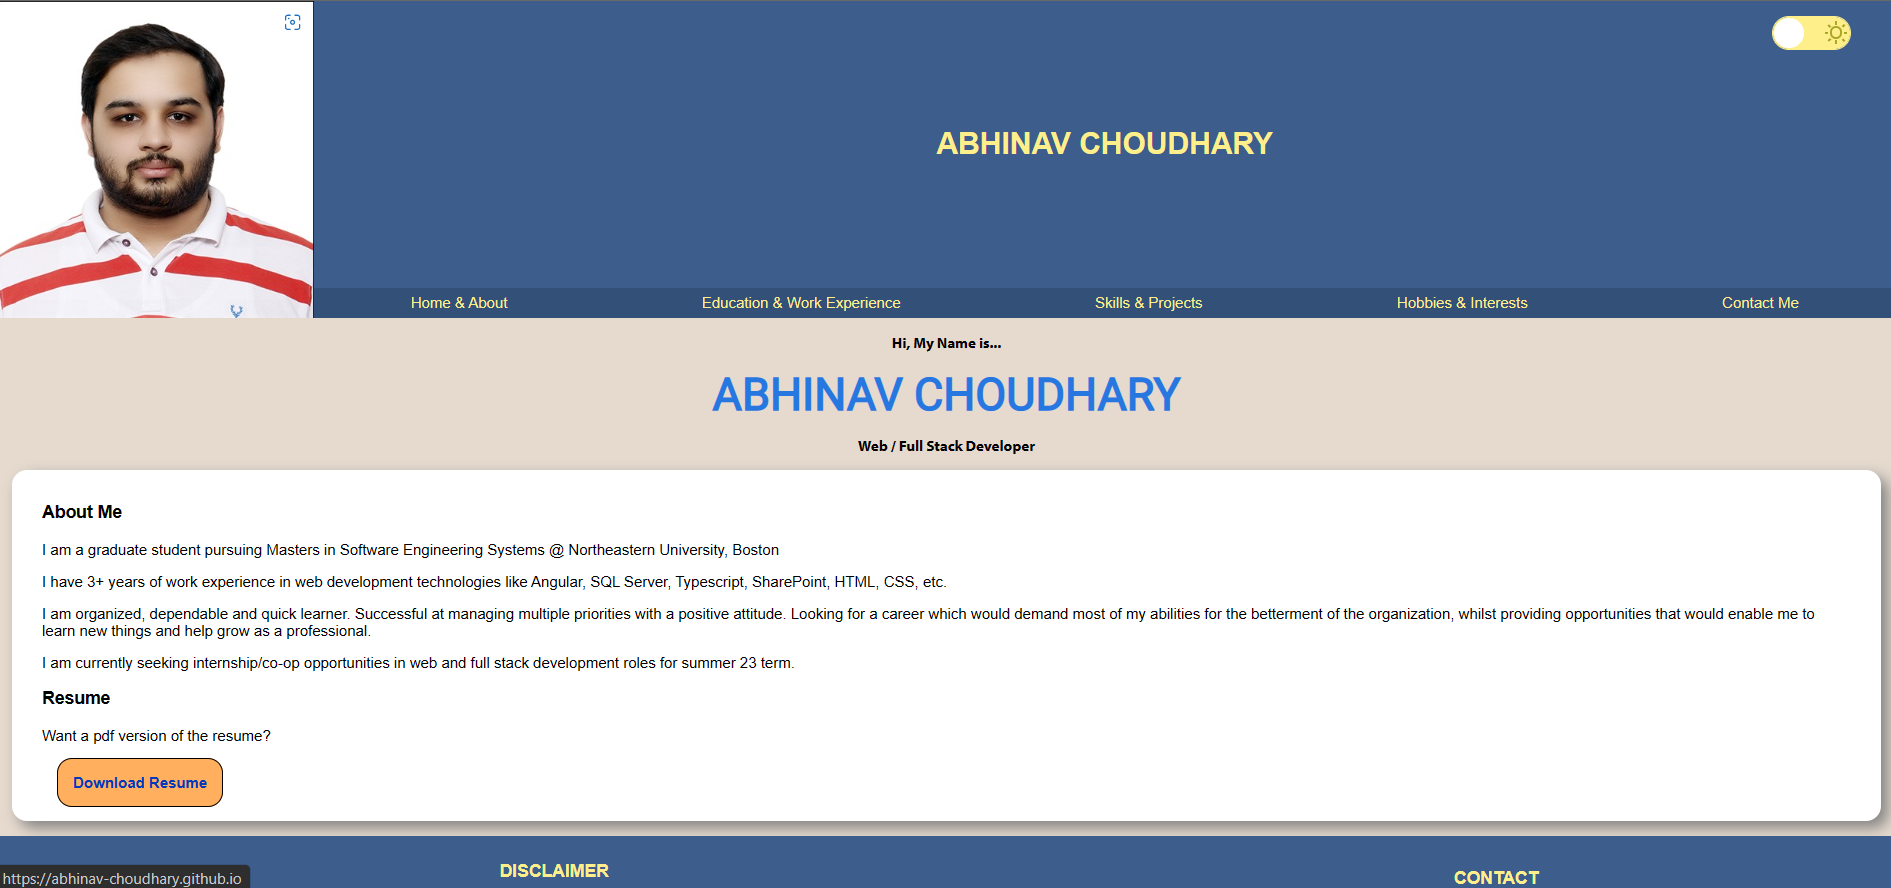 ABHINAV CHOUDHARY
Home & About
Education & Work Experience
Skills & Projects
Hobbies & Interests
Contact Me
Hi, My Name is...
ABHINAV CHOUDHARY
Web / Full Stack Developer
About Me
I am a graduate student pursuing Masters in Software Engineering Systems @ Northeastern University, Boston
I have 3+ years of work experience in web development technologies like Angular, SQL Server, Typescript, SharePoint, HTML, CSS, etc.
I am organized, dependable and quick learner. Successful at managing multiple priorities with a positive attitude. Looking for a career which would demand most of my abilities for the betterment of the organization, whilst providing opportunities that would enable me to
learn new things and help grow as a professional.
I am currently seeking internship/co-op opportunities in web and full stack development roles for summer 23 term.
Resume
Want a pdf version of the resume?
Download Resume
DISCLAIMER
CONTACT
https://abhinav-choudhary.github.io